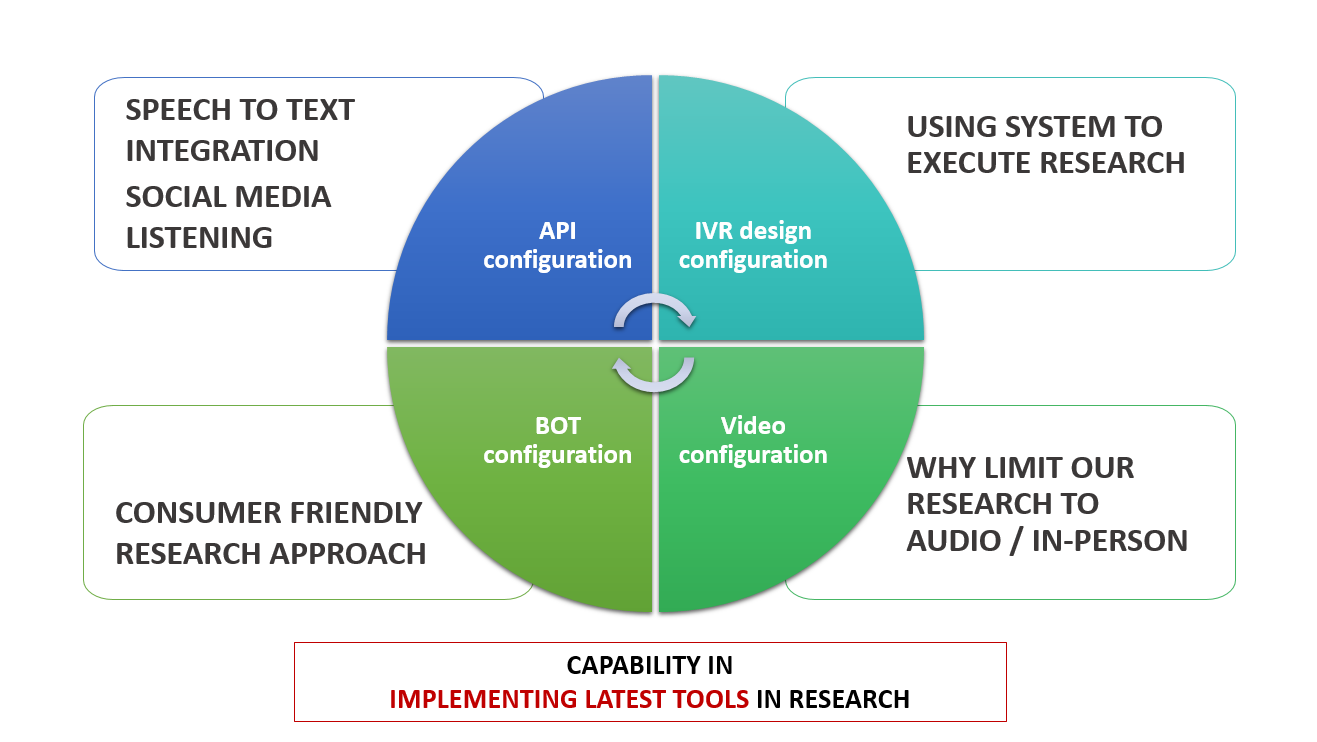 SPEECH TO TEXT
INTEGRATION
SOCIAL MEDIA
LISTENING
API
configuration
IVR design
configuration
USING SYSTEM TO
EXECUTE RESEARCH
CONSUMER FRIENDLY
RESEARCH APPROACH
BOT
configuration
Video
configuration
WHY LIMIT OUR
RESEARCH TO
AUDIO / IN-PERSON
CAPABILITY IN
IMPLEMENTING LATEST TOOLS IN RESEARCH